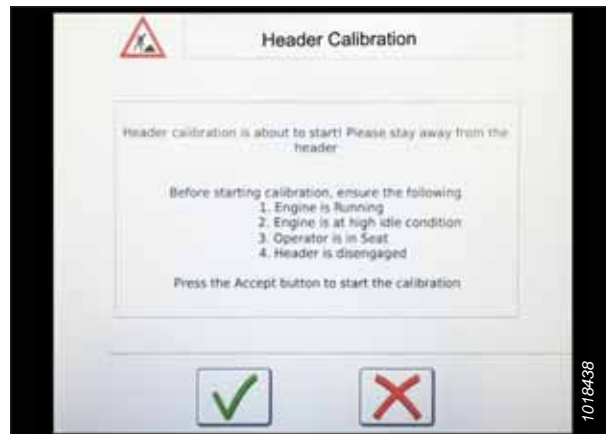 Header Calibration
Header calibration is about to start! Please stay away from the
header
Before starting calibration, ensure the following
1. Engine is Running
2. Engine is at high idle condition
3. Operator is in Seat
4. Header is disengaged
Press the Accept button to start the calibration
1018438